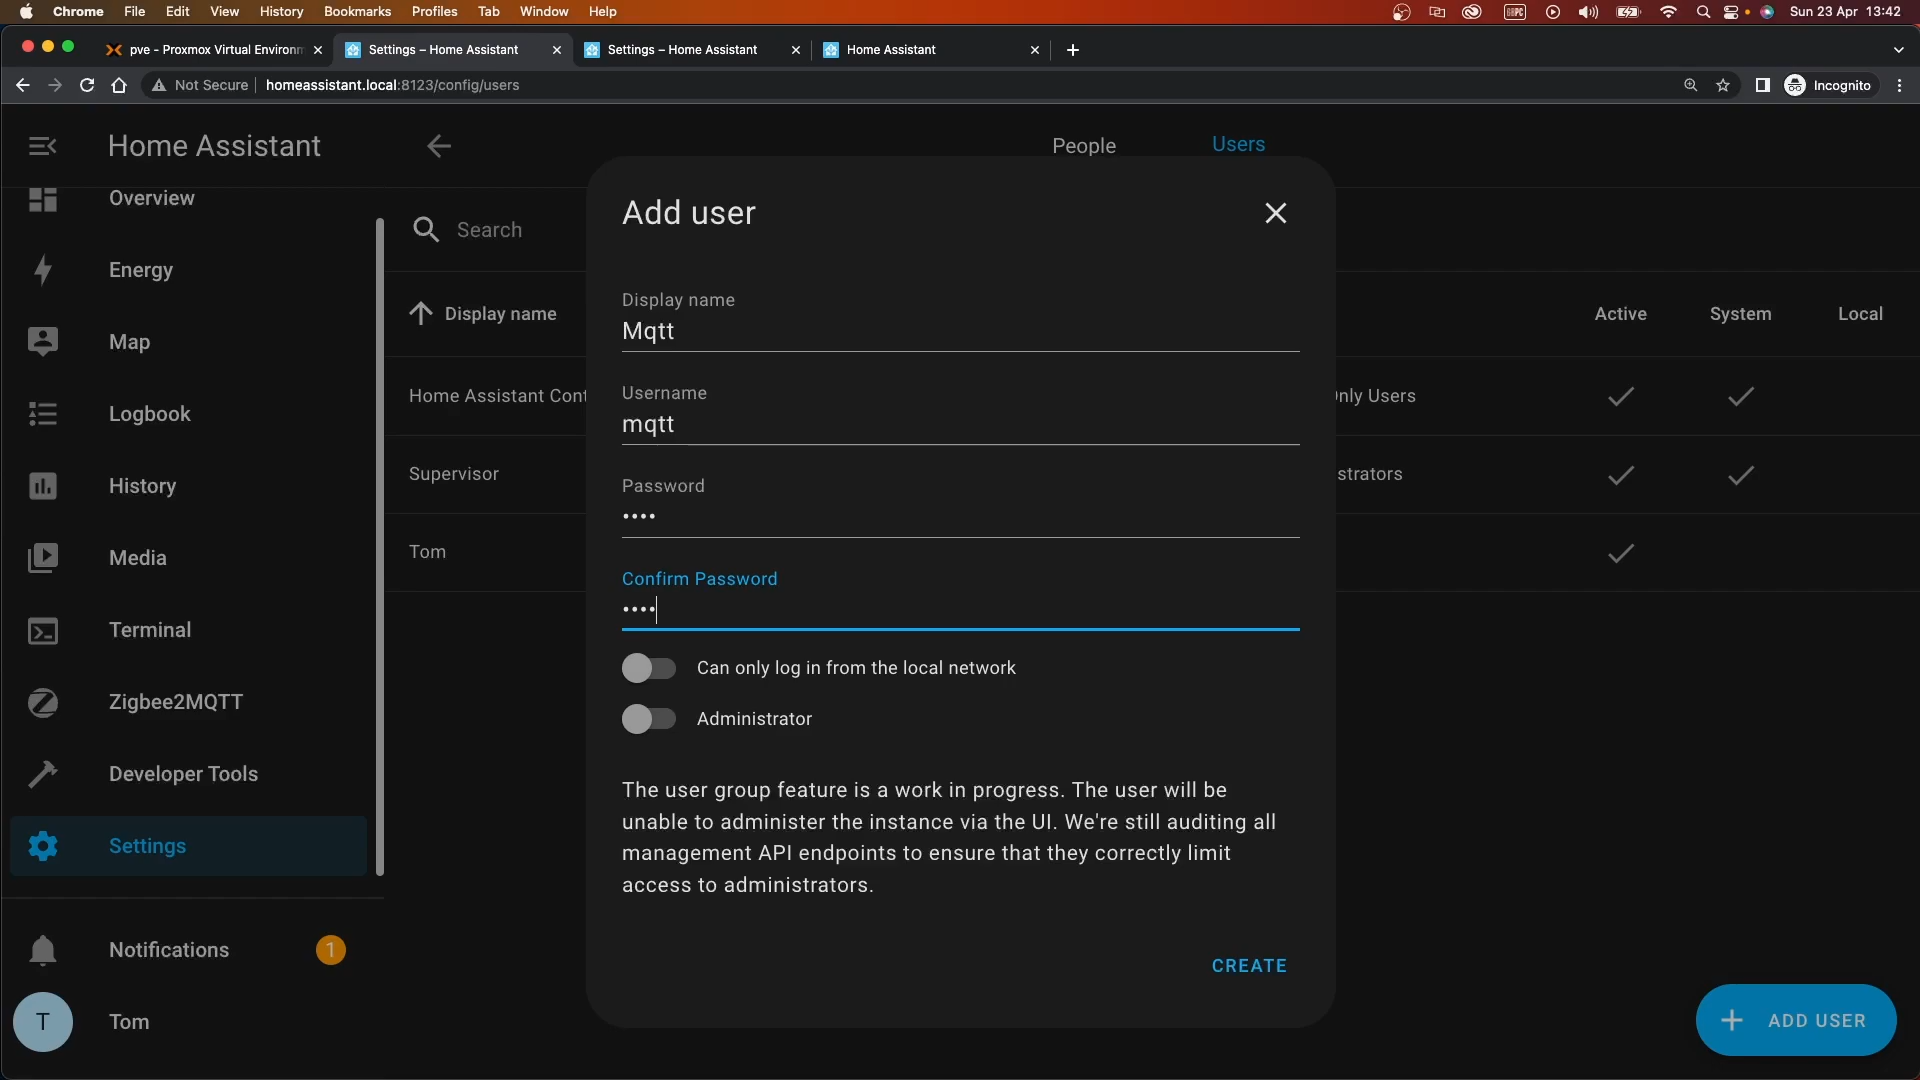 Chrome File Edit View History Bookmarks Profiles Tab Window Help
Sun 23 Apr 13:42
pve - Proxmox Virtual Environm
Settings – Home Assistant
Settings – Home Assistant
Home Assistant
Not Secure homeassistant.local:8123/config/users
Incognito
Home Assistant
People
Users
Overview
Energy
Map
Logbook
History
Media
Terminal
Zigbee2MQTT
Developer Tools
Settings
Notifications 1
T Tom
Search
Display name
Active System Local
Home Assistant Cont
nly Users
Supervisor
strators
Tom
Add user
Display name
Mqtt
Username
mqtt
Password
••••
Confirm Password
••••
Can only log in from the local network
Administrator
The user group feature is a work in progress. The user will be
unable to administer the instance via the UI. We're still auditing all
management API endpoints to ensure that they correctly limit
access to administrators.
CREATE
ADD USER